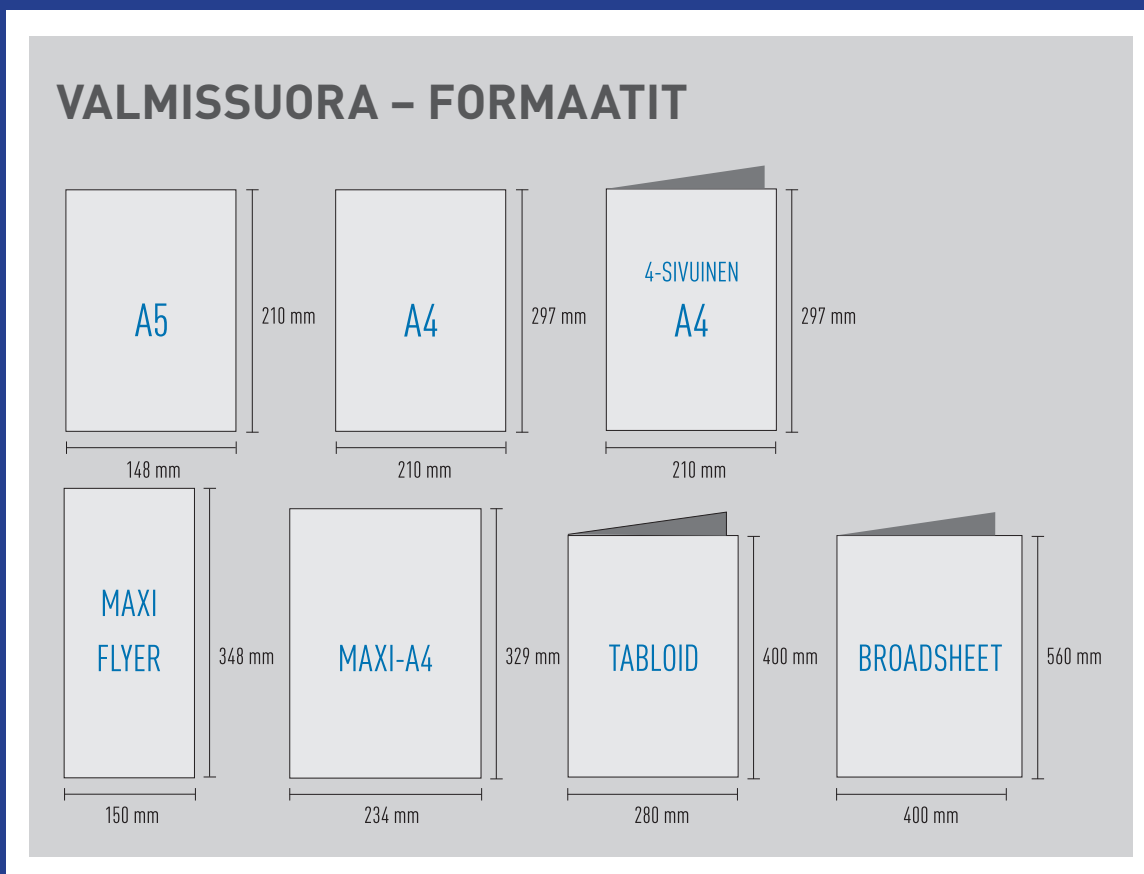 VALMISSUORA – FORMAATIT
A5
210 mm
148 mm
A4
297 mm
210 mm
4-SIVUINEN
A4
297 mm
210 mm
MAXI
FLYER
348 mm
150 mm
MAXI-A4
329 mm
234 mm
TABLOID
400 mm
280 mm
BROADSHEET
560 mm
400 mm